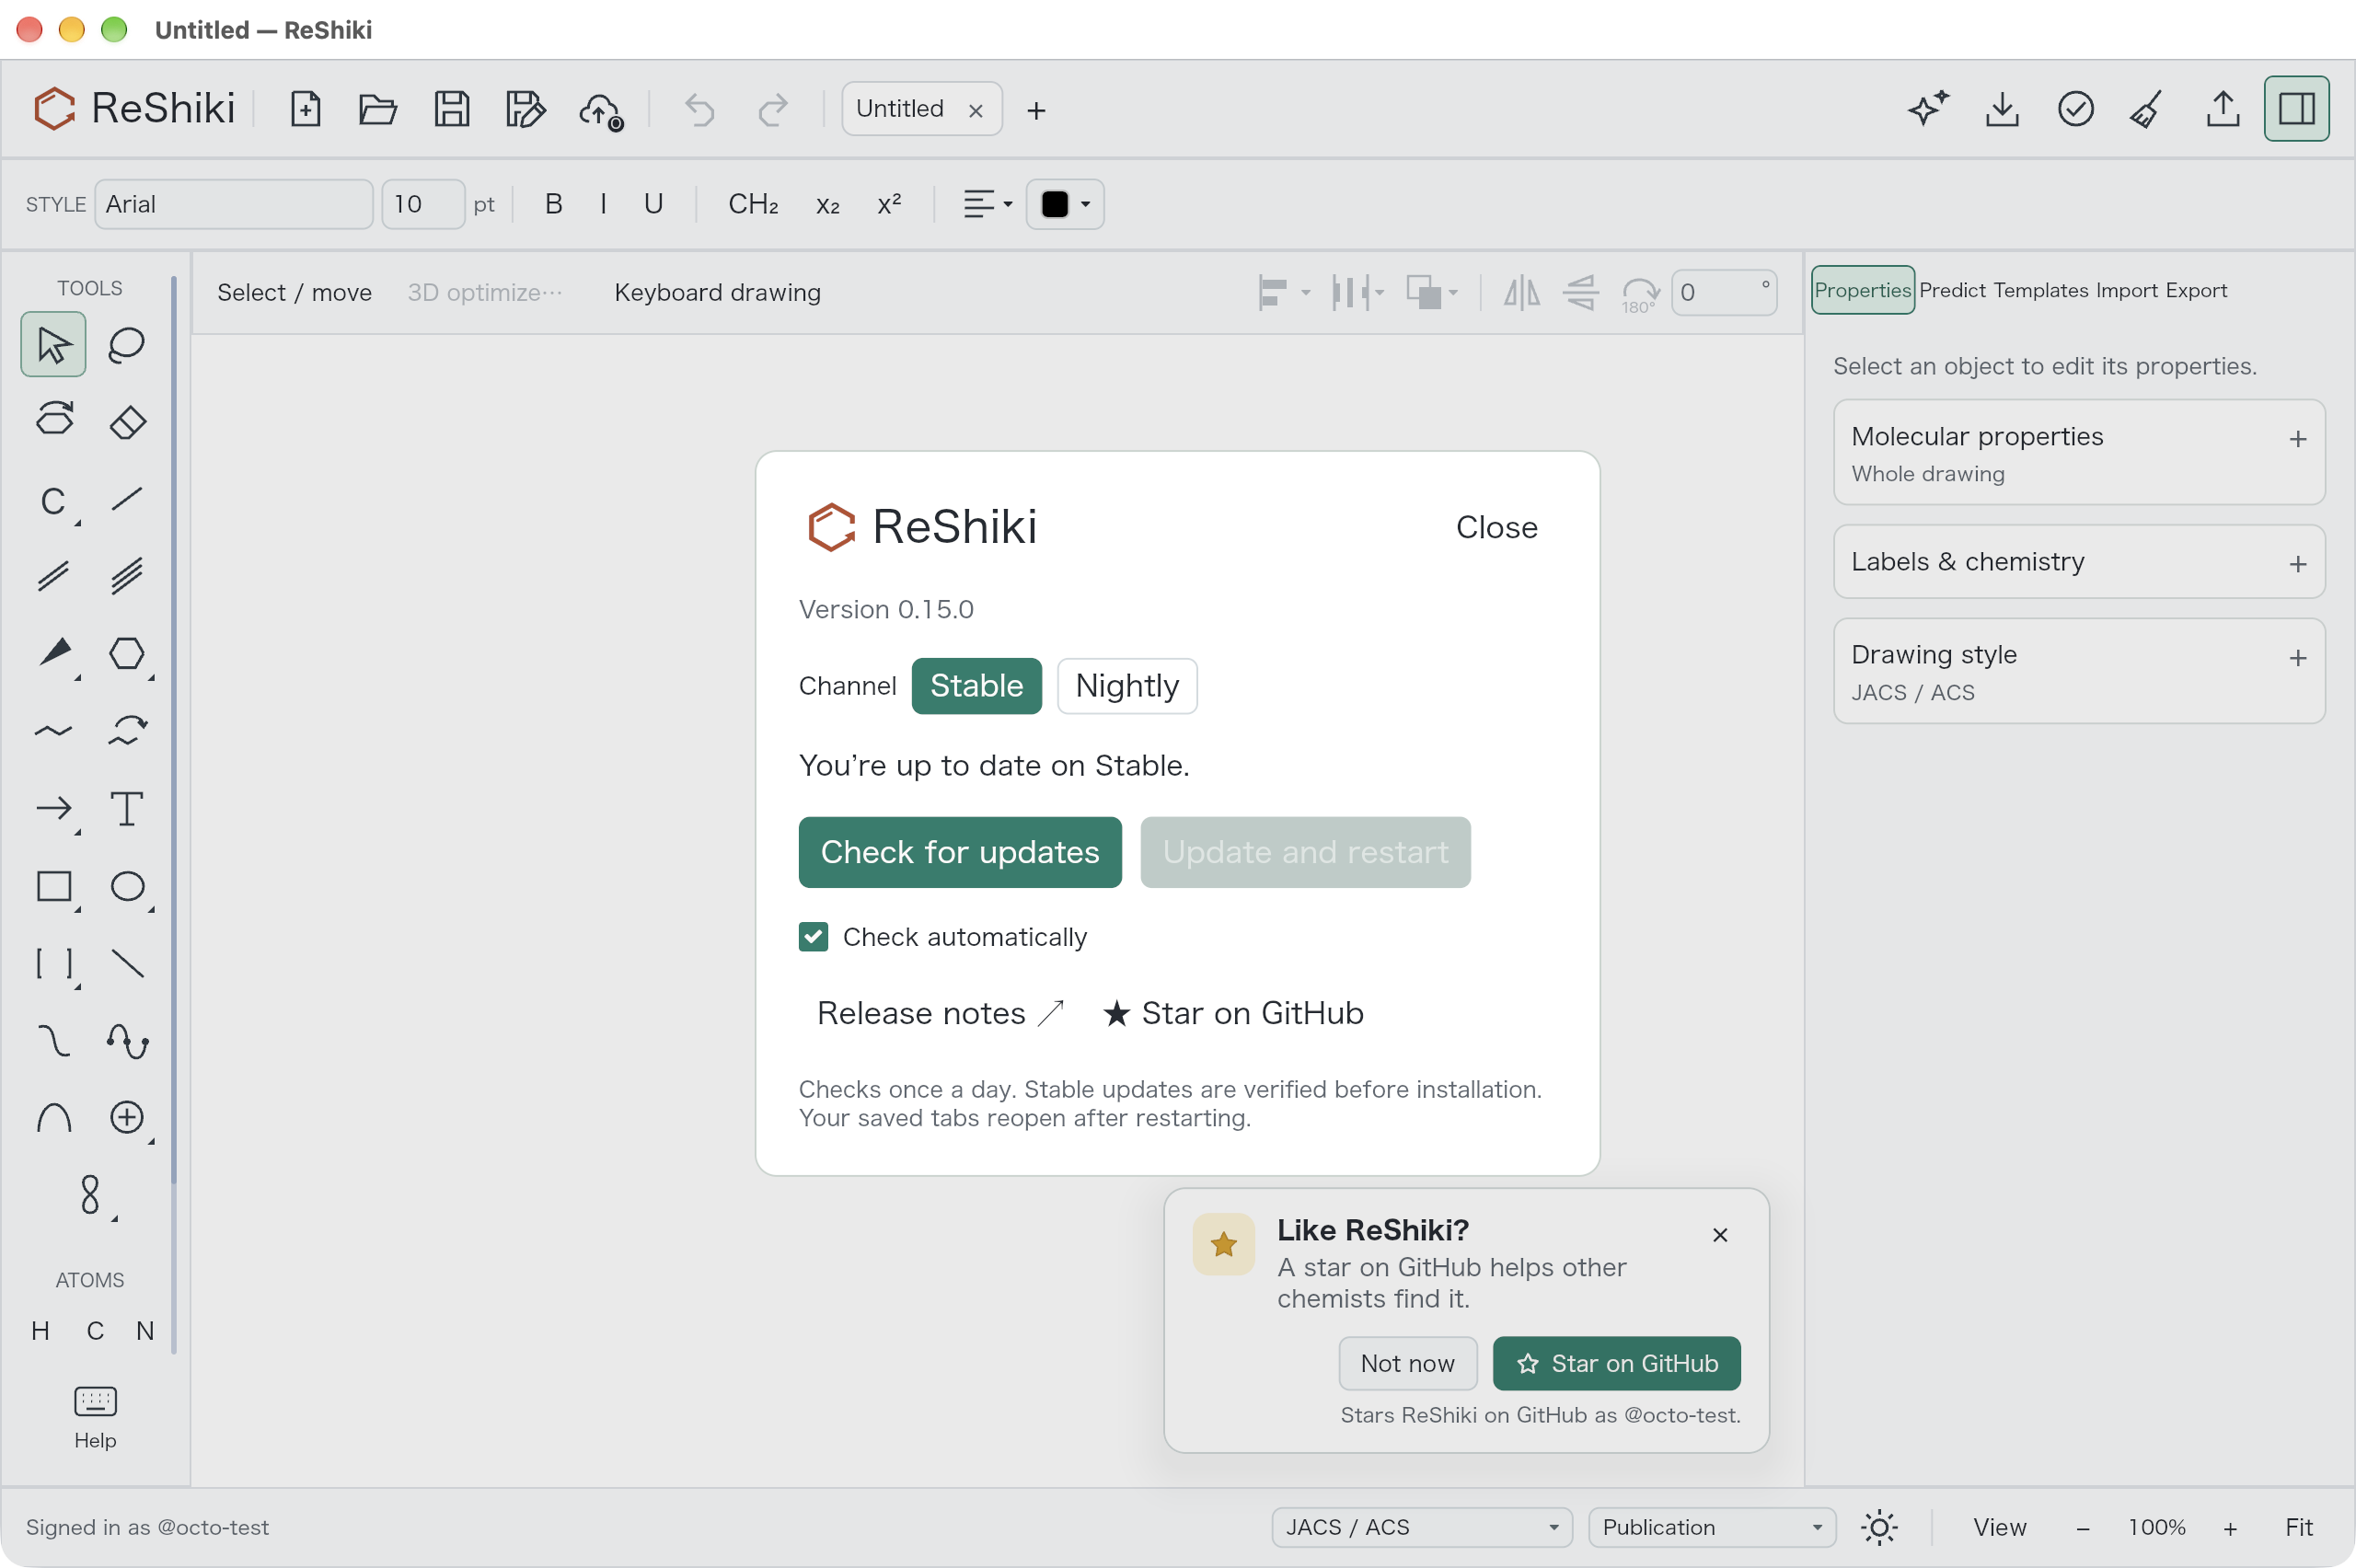 Untitled — ReShiki
ReShiki
Untitled × +
STYLE Arial 10 pt B I U CH₂ x₂ x²
TOOLS
Select / move 3D optimize… Keyboard drawing
180°
0 °
Properties Predict Templates Import Export
Select an object to edit its properties.
Molecular properties +
Whole drawing
Labels & chemistry +
Drawing style +
JACS / ACS
C
T
[ ]
ATOMS
H C N
Help
ReShiki Close
Version 0.15.0
Channel Stable Nightly
You’re up to date on Stable.
Check for updates Update and restart
Check automatically
Release notes ↗ ★ Star on GitHub
Checks once a day. Stable updates are verified before installation.
Your saved tabs reopen after restarting.
Like ReShiki? ×
A star on GitHub helps other
chemists find it.
Not now ☆ Star on GitHub
Stars ReShiki on GitHub as @octo-test.
Signed in as @octo-test
JACS / ACS Publication View − 100% + Fit